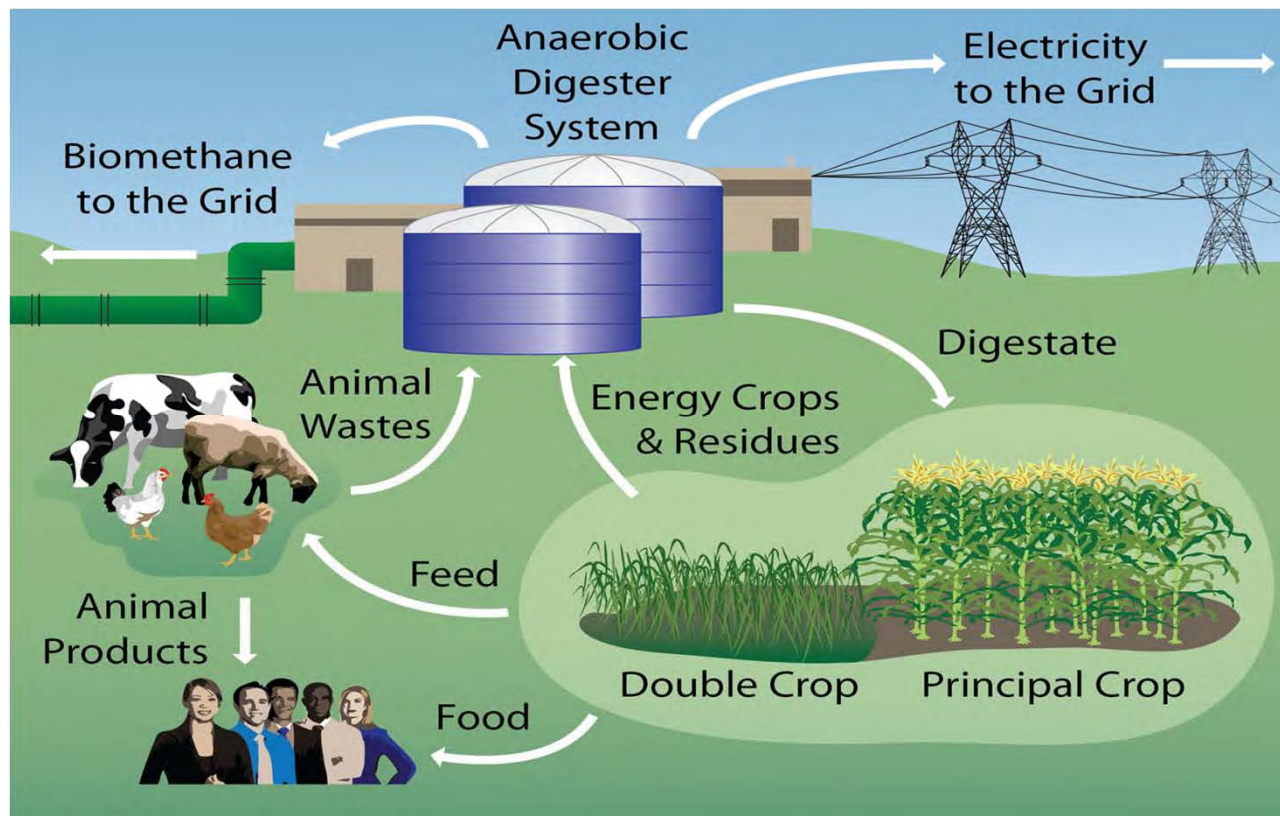 Anaerobic
Digester
System
Electricity
to the Grid
Biomethane
to the Grid
Digestate
Animal
Wastes
Energy Crops
& Residues
Feed
Animal
Products
Double Crop
Principal Crop
Food